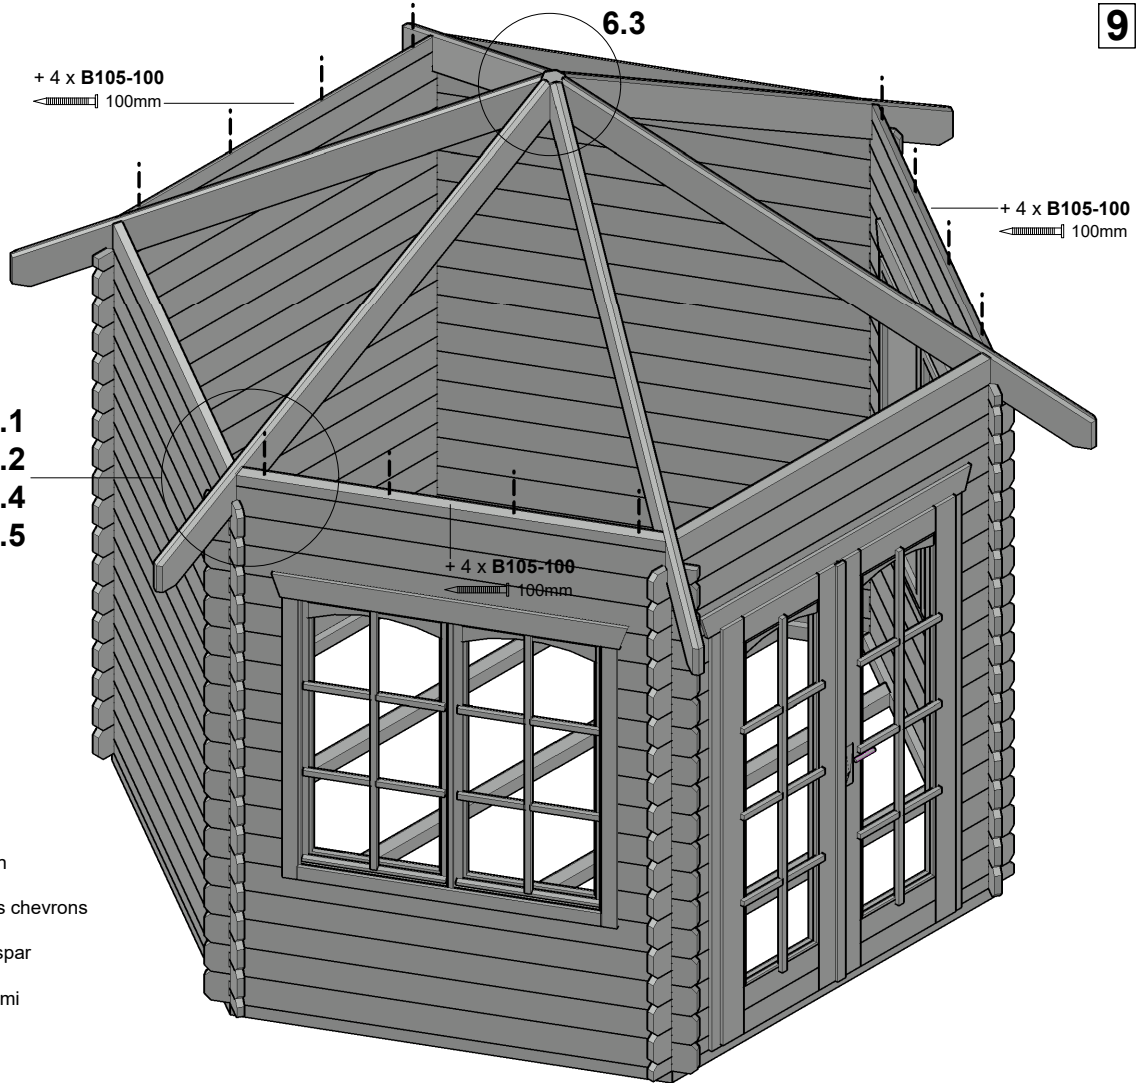 6.3
9
+ 4 x B105-100
100mm
+ 4 x B105-100
100mm
.1
.2
.4
.5
+ 4 x B105-100
100mm
n
s chevrons
spar
mi